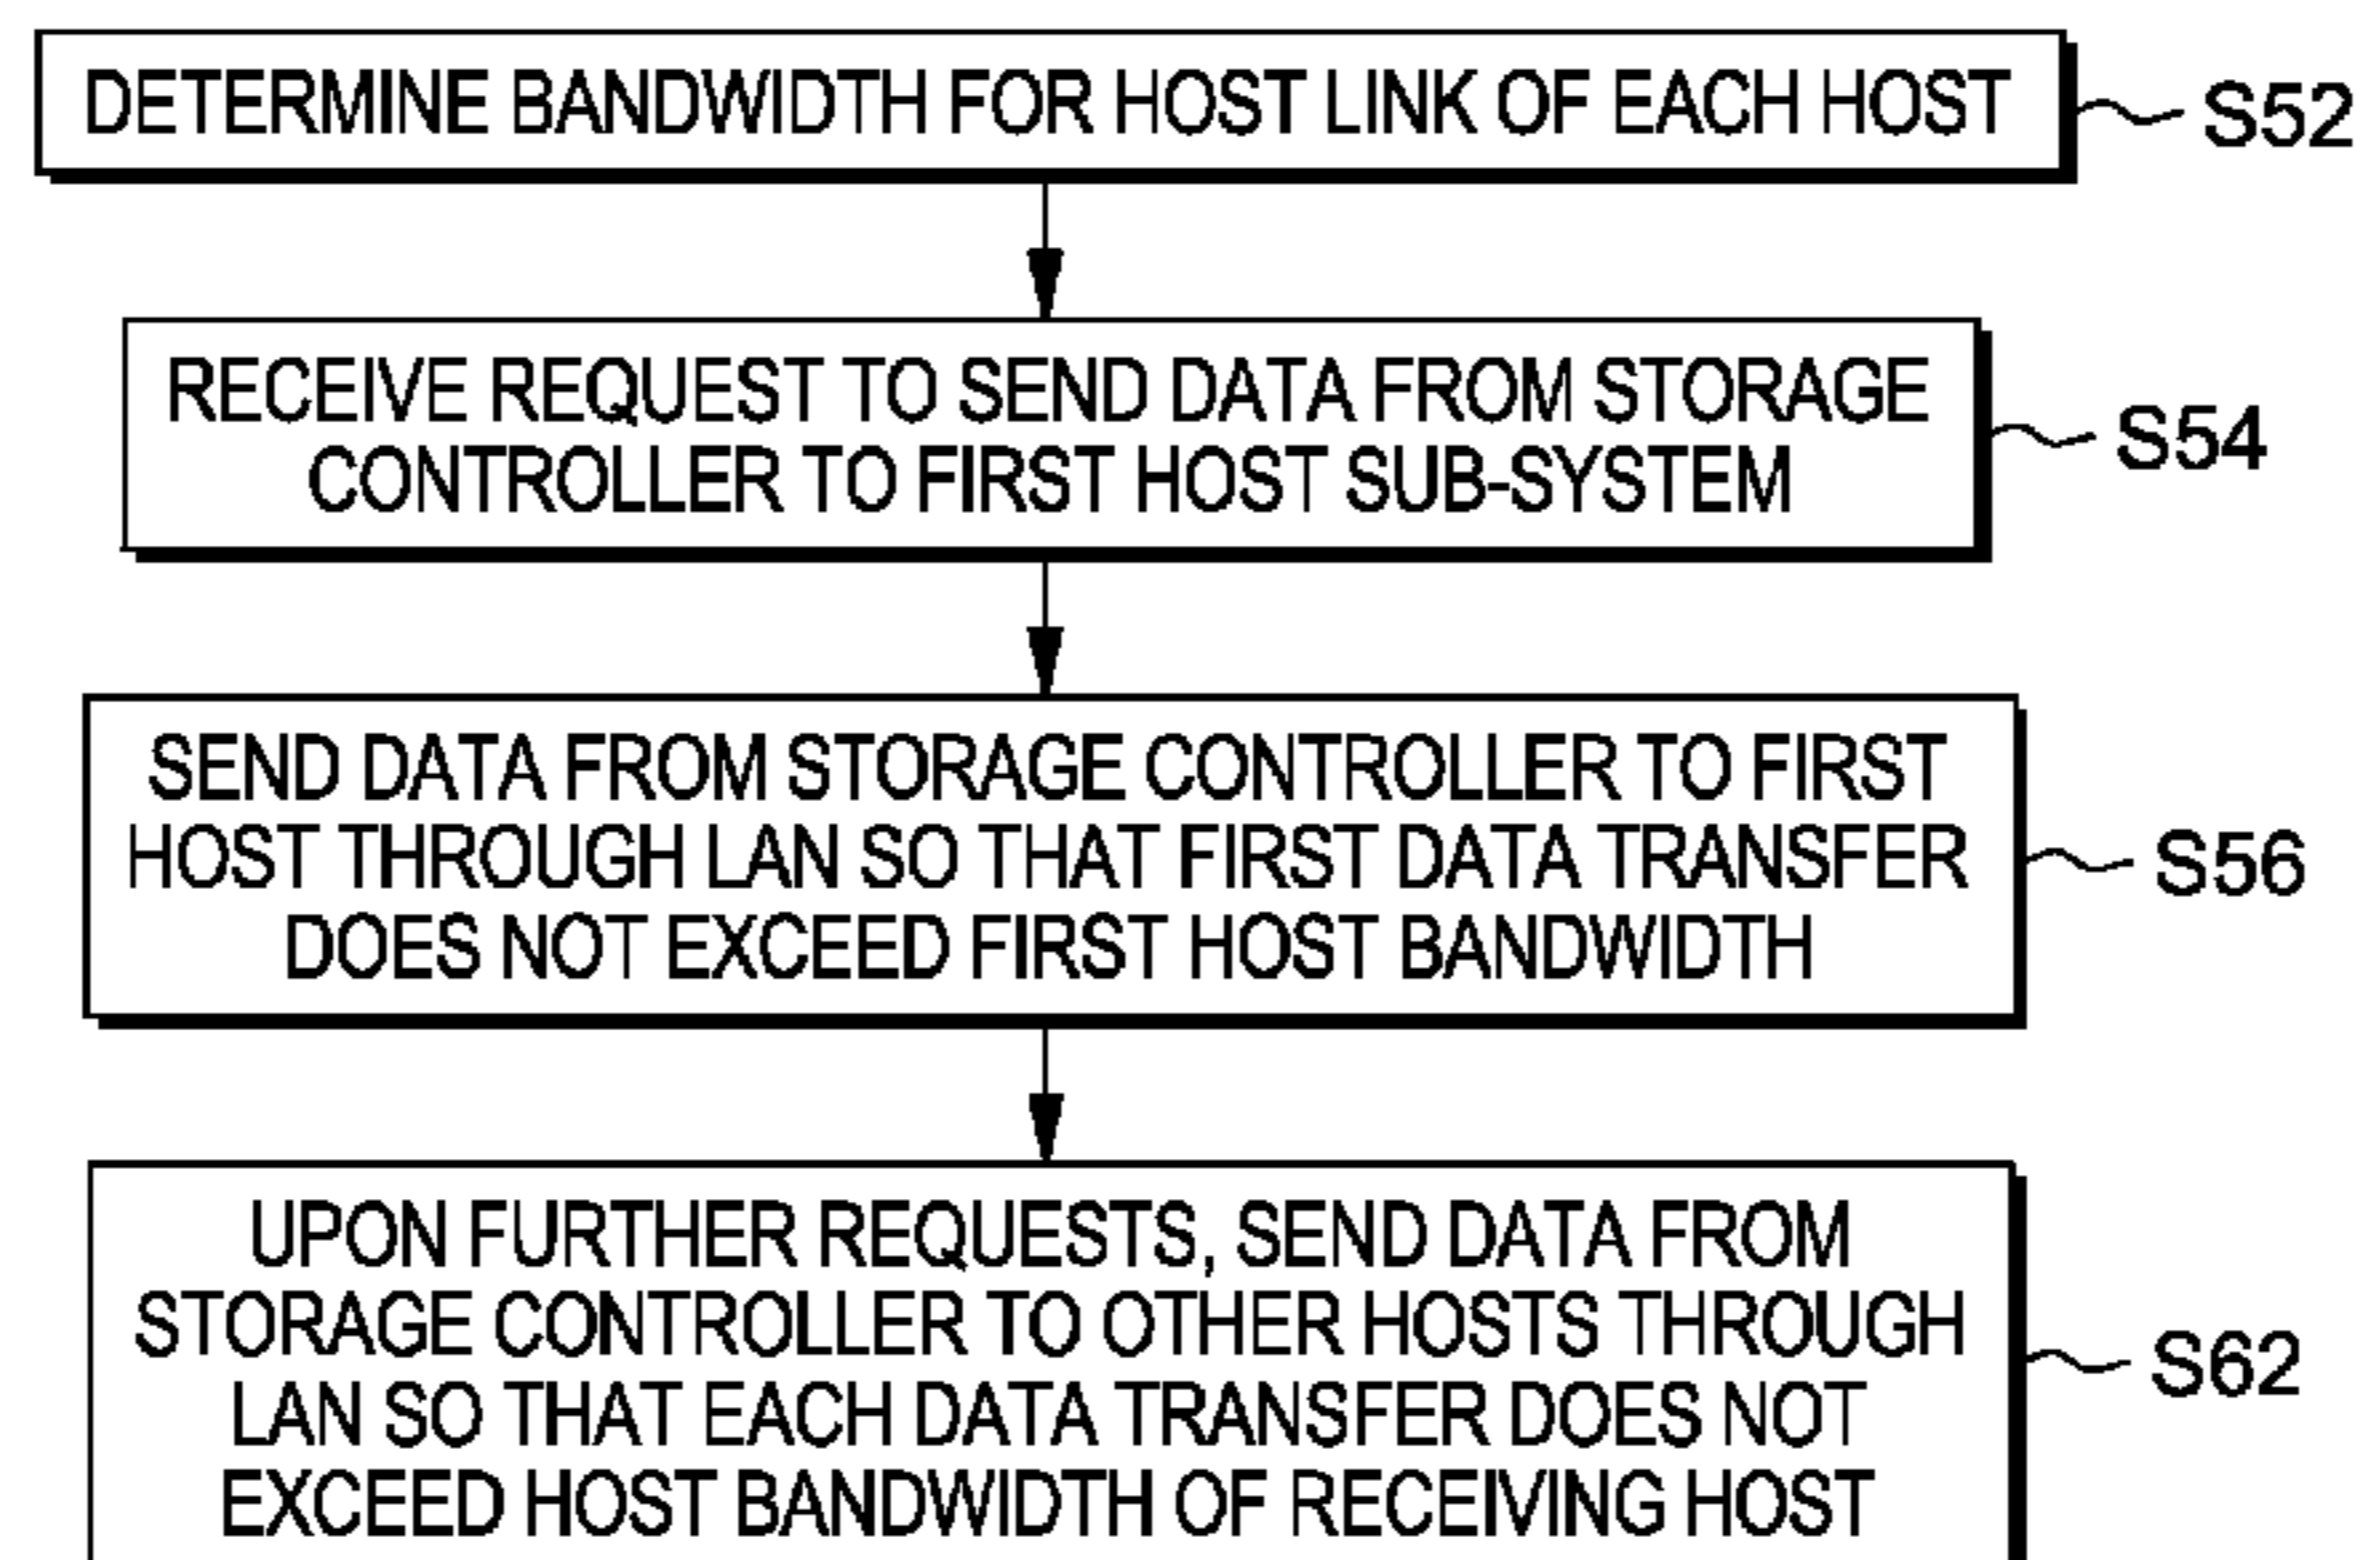 DETERMINE BANDWIDTH FOR HOST LINK OF EACH HOST
S52
RECEIVE REQUEST TO SEND DATA FROM STORAGE
CONTROLLER TO FIRST HOST SUB-SYSTEM
S54
SEND DATA FROM STORAGE CONTROLLER TO FIRST
HOST THROUGH LAN SO THAT FIRST DATA TRANSFER
DOES NOT EXCEED FIRST HOST BANDWIDTH
S56
UPON FURTHER REQUESTS, SEND DATA FROM
STORAGE CONTROLLER TO OTHER HOSTS THROUGH
LAN SO THAT EACH DATA TRANSFER DOES NOT
EXCEED HOST BANDWIDTH OF RECEIVING HOST
S62